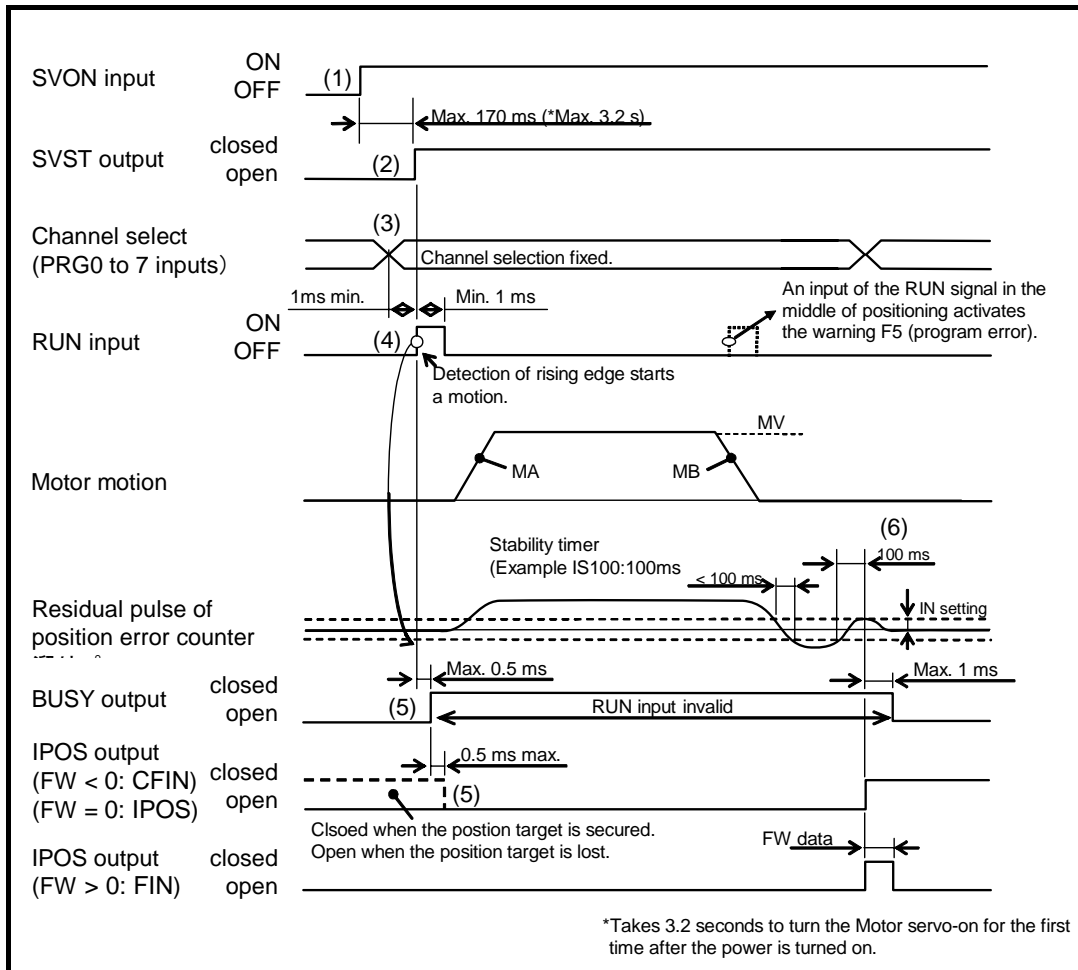 SVON input
ON
OFF
(1)
Max. 170 ms (*Max. 3.2 s)
SVST output
closed
open
(2)
Channel select
(PRG0 to 7 inputs)
(3)
Channel selection fixed.
1ms min.
Min. 1 ms
An input of the RUN signal in the
middle of positioning activates
the warning F5 (program error).
RUN input
ON
OFF
(4)
Detection of rising edge starts
a motion.
MV
MA
MB
Motor motion
(6)
Stability timer
(Example IS100:100ms
< 100 ms
100 ms
IN setting
Residual pulse of
position error counter
Max. 0.5 ms
Max. 1 ms
BUSY output
closed
open
(5)
RUN input invalid
IPOS output
(FW < 0: CFIN)
(FW = 0: IPOS)
closed
open
0.5 ms max.
(5)
Clsoed when the postion target is secured.
Open when the position target is lost.
FW data
IPOS output
(FW > 0: FIN)
closed
open
*Takes 3.2 seconds to turn the Motor servo-on for the first
time after the power is turned on.